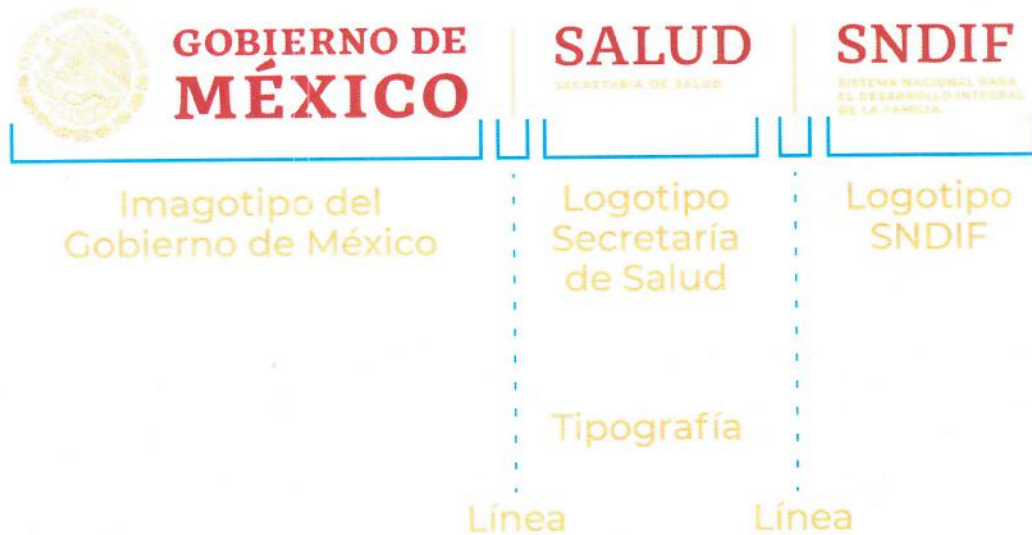 GOBIERNO DE
MÉXICO
SALUD
SECRETARÍA DE SALUD
SNDIF
SISTEMA NACIONAL PARA
EL DESARROLLO INTEGRAL
DE LA FAMILIA
Imagotipo del
Gobierno de México
Logotipo
Secretaría
de Salud
Logotipo
SNDIF
Tipografía
Línea
Línea